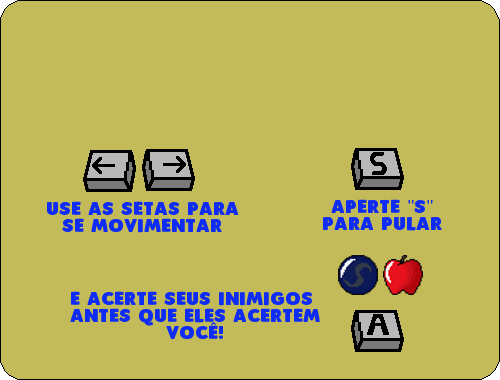 ← →
S
USE AS SETAS PARA
SE MOVIMENTAR
APERTE "S"
PARA PULAR
S
E ACERTE SEUS INIMIGOS
ANTES QUE ELES ACERTEM
VOCÊ!
A